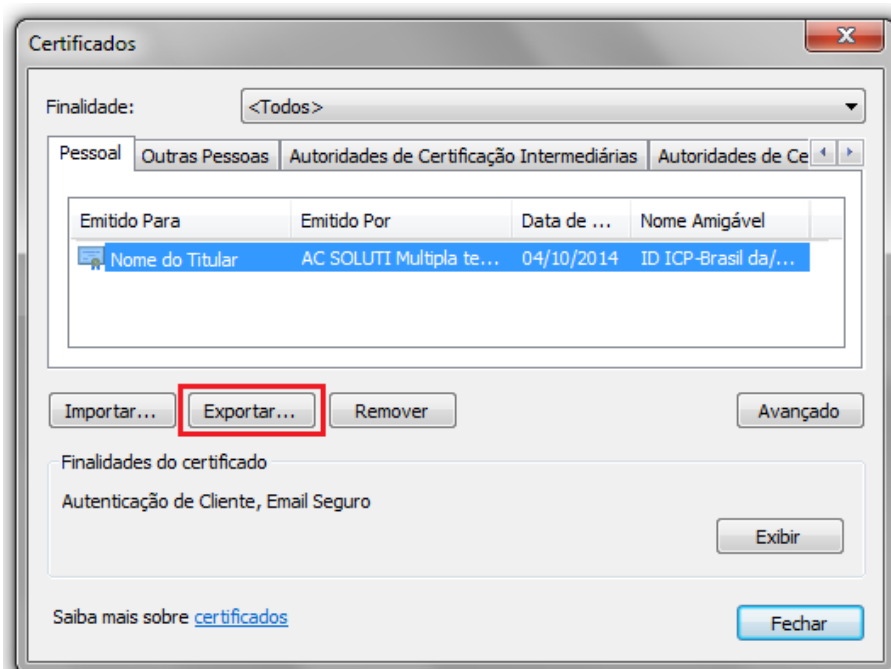 Certificados
Finalidade: <Todos>
Pessoal Outras Pessoas Autoridades de Certificação Intermediárias Autoridades de Ce
Emitido Para Emitido Por Data de ... Nome Amigável
Nome do Titular AC SOLUTI Multipla te... 04/10/2014 ID ICP-Brasil da/...
Importar... Exportar... Remover Avançado
Finalidades do certificado
Autenticação de Cliente, Email Seguro
Exibir
Saiba mais sobre certificados
Fechar